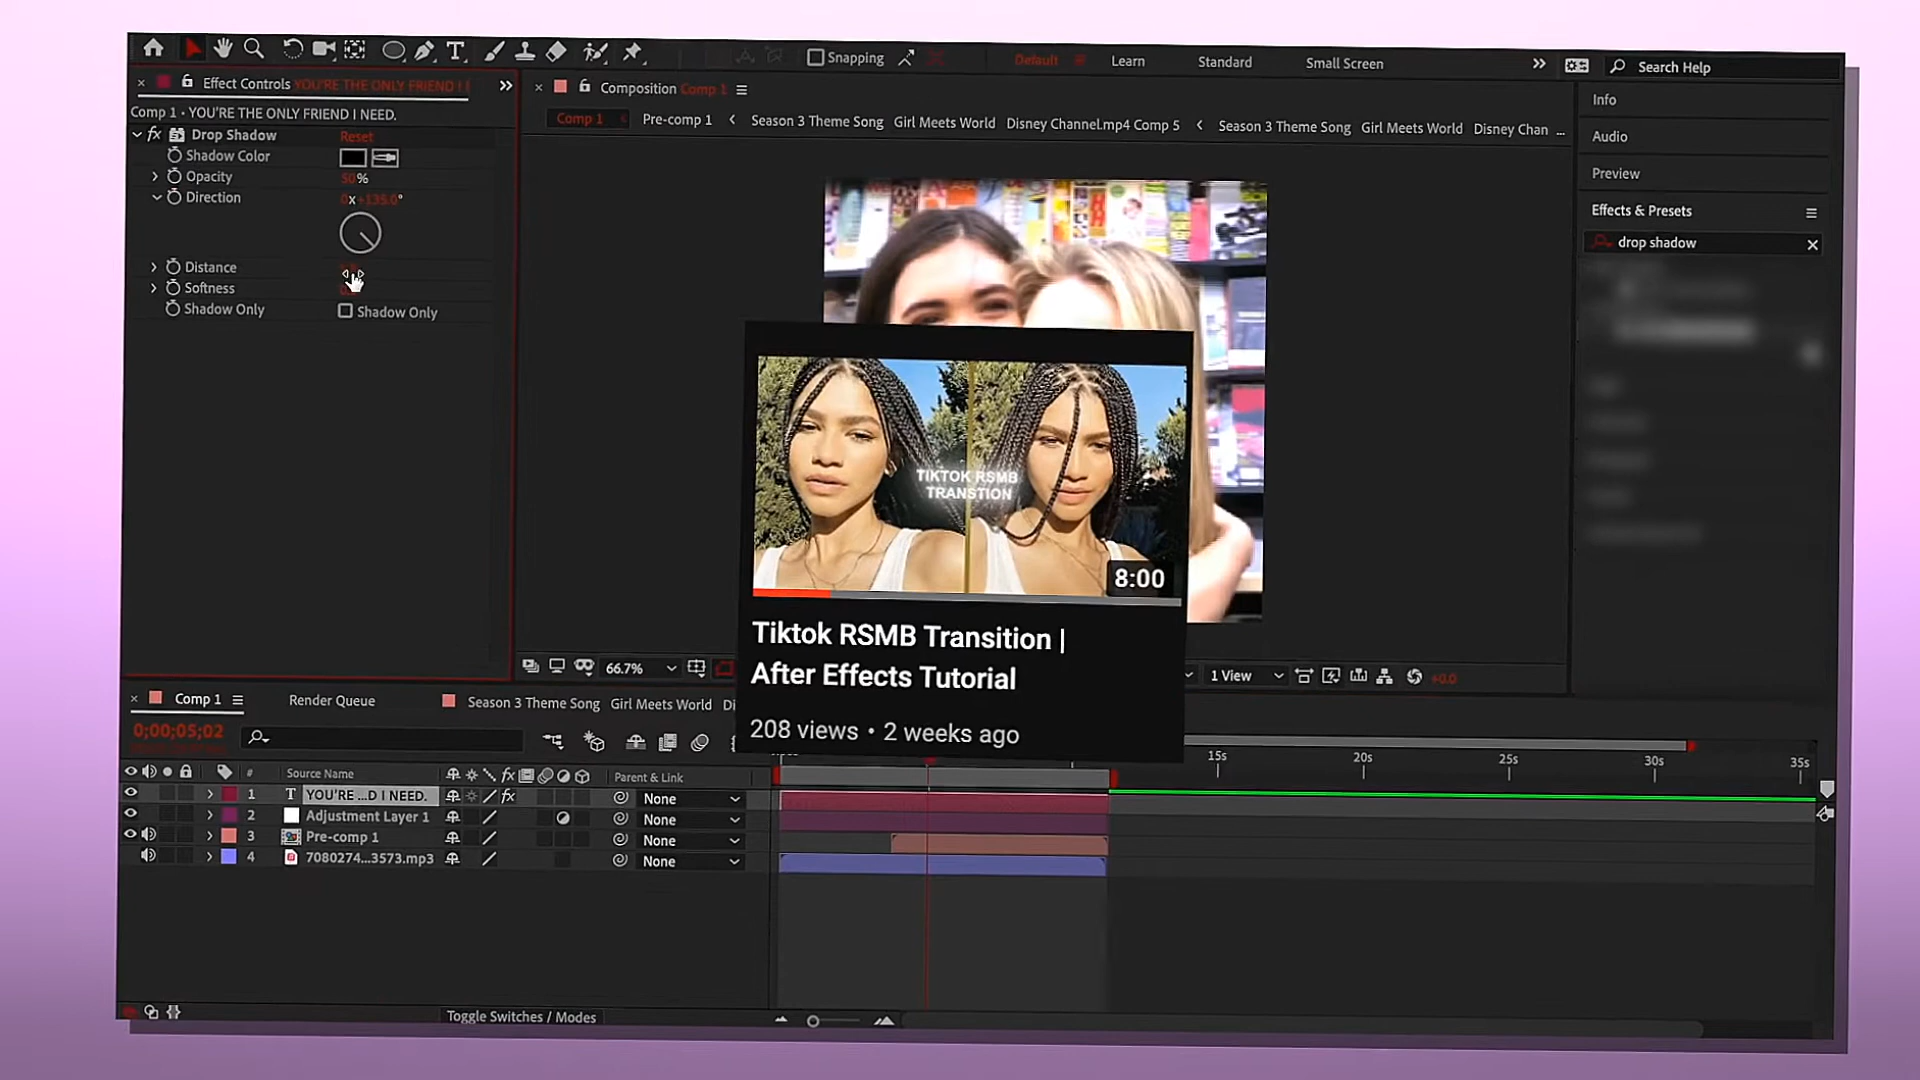 Snapping
Default
Learn
Standard
Small Screen
Search Help
Effect Controls YOU'RE THE ONLY FRIEND I
Comp 1 • YOU'RE THE ONLY FRIEND I NEED.
fx Drop Shadow Reset
Shadow Color
Opacity 50%
Direction 0x+135.0°
Distance
Softness
Shadow Only Shadow Only
Composition Comp 1
Comp 1 Pre-comp 1 Season 3 Theme Song Girl Meets World Disney Channel.mp4 Comp 5 Season 3 Theme Song Girl Meets World Disney Chan ...
Info
Audio
Preview
Effects & Presets
drop shadow
TIKTOK RSMB
TRANSTION
8:00
Tiktok RSMB Transition |
After Effects Tutorial
208 views • 2 weeks ago
66.7%
1 View
+0.0
Comp 1 Render Queue Season 3 Theme Song Girl Meets World Di
0;00;05;02
15s 20s 25s 30s 35s
# Source Name fx Parent & Link
1 T YOU'RE ...D I NEED. fx None
2 Adjustment Layer 1 None
3 Pre-comp 1 None
4 7080274...3573.mp3 None
Toggle Switches / Modes